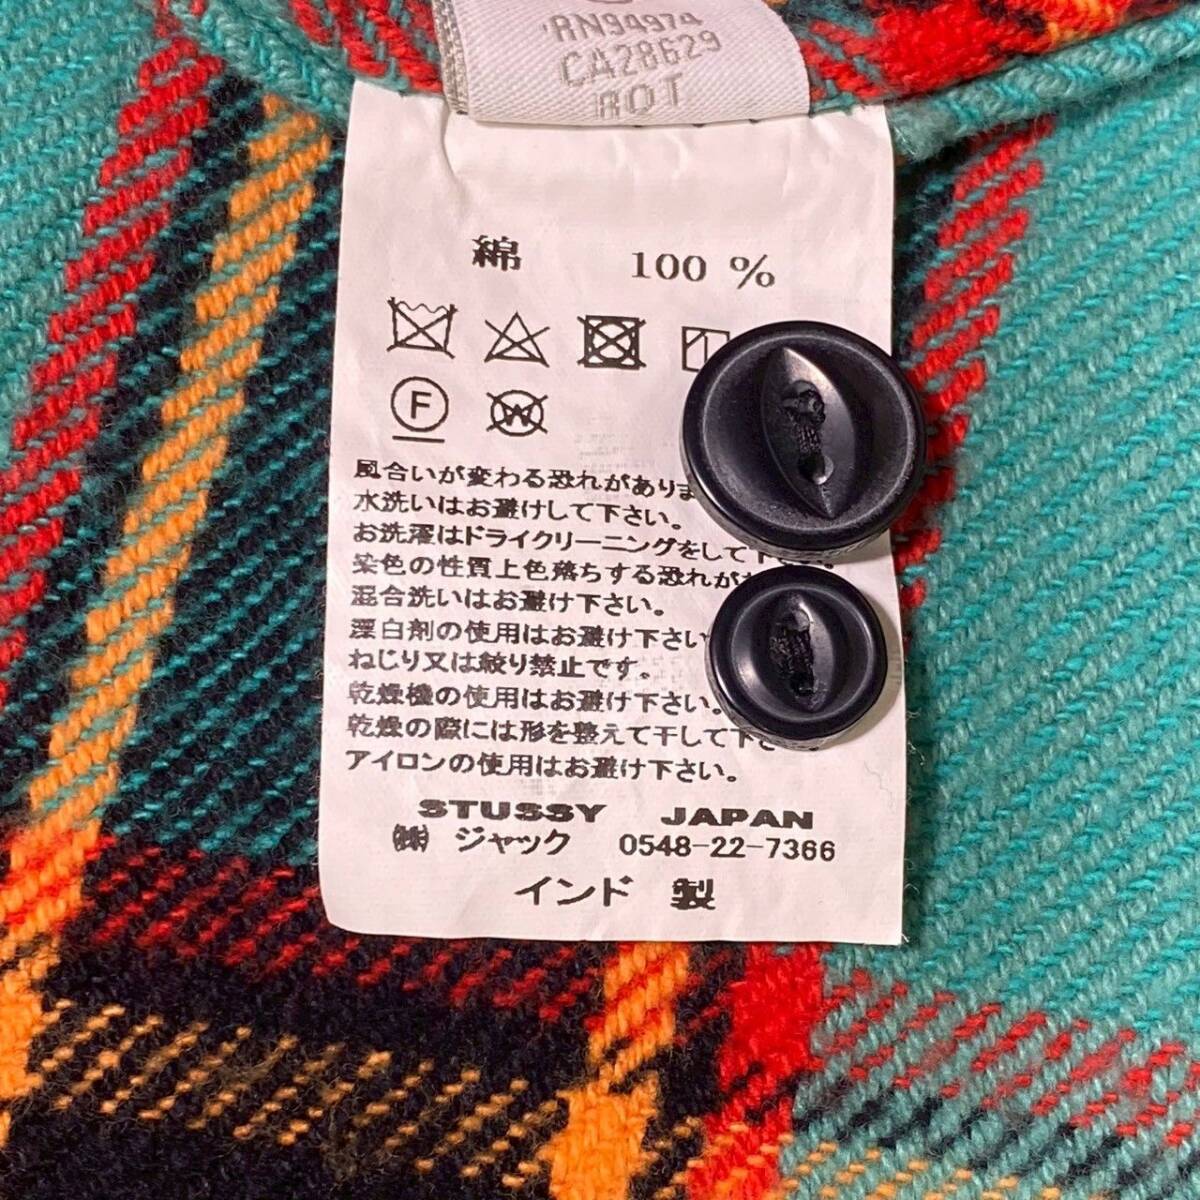 RN94974
CA28629
ROT
綿 100 %
F
W
風合いが変わる恐れがありま
水洗いはお避けして下さい。
お洗濯はドライクリーニングをして下さい。
染色の性質上色落ちする恐れが
混合洗いはお避け下さい。
漂白剤の使用はお避け下さい
ねじり又は絞り禁止です。
乾燥機の使用はお避け下さい。
乾燥の際には形を整えて干して下さい。
アイロンの使用はお避け下さい。
STUSSY JAPAN
㈱ ジャック 0548-22-7366
インド 製